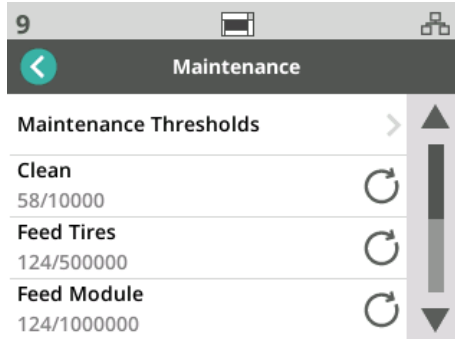 9
Maintenance
Maintenance Thresholds
Clean
58/10000
Feed Tires
124/500000
Feed Module
124/1000000